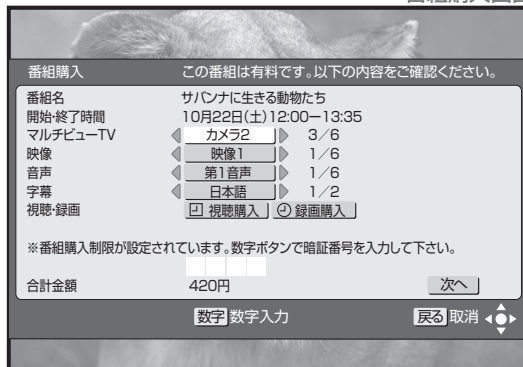 番組購入 この番組は有料です。以下の内容をご確認ください。
番組名 サバンナに生きる動物たち
開始・終了時間 10月22日(土)12:00ー13:35
マルチビューTV カメラ2 3/6
映像 映像1 1/6
音声 第1音声 1/6
字幕 日本語 1/2
視聴・録画 視聴購入 録画購入
※番組購入制限が設定されています。数字ボタンで暗証番号を入力して下さい。
合計金額 420円 次へ
数字 数字入力 戻る 取消